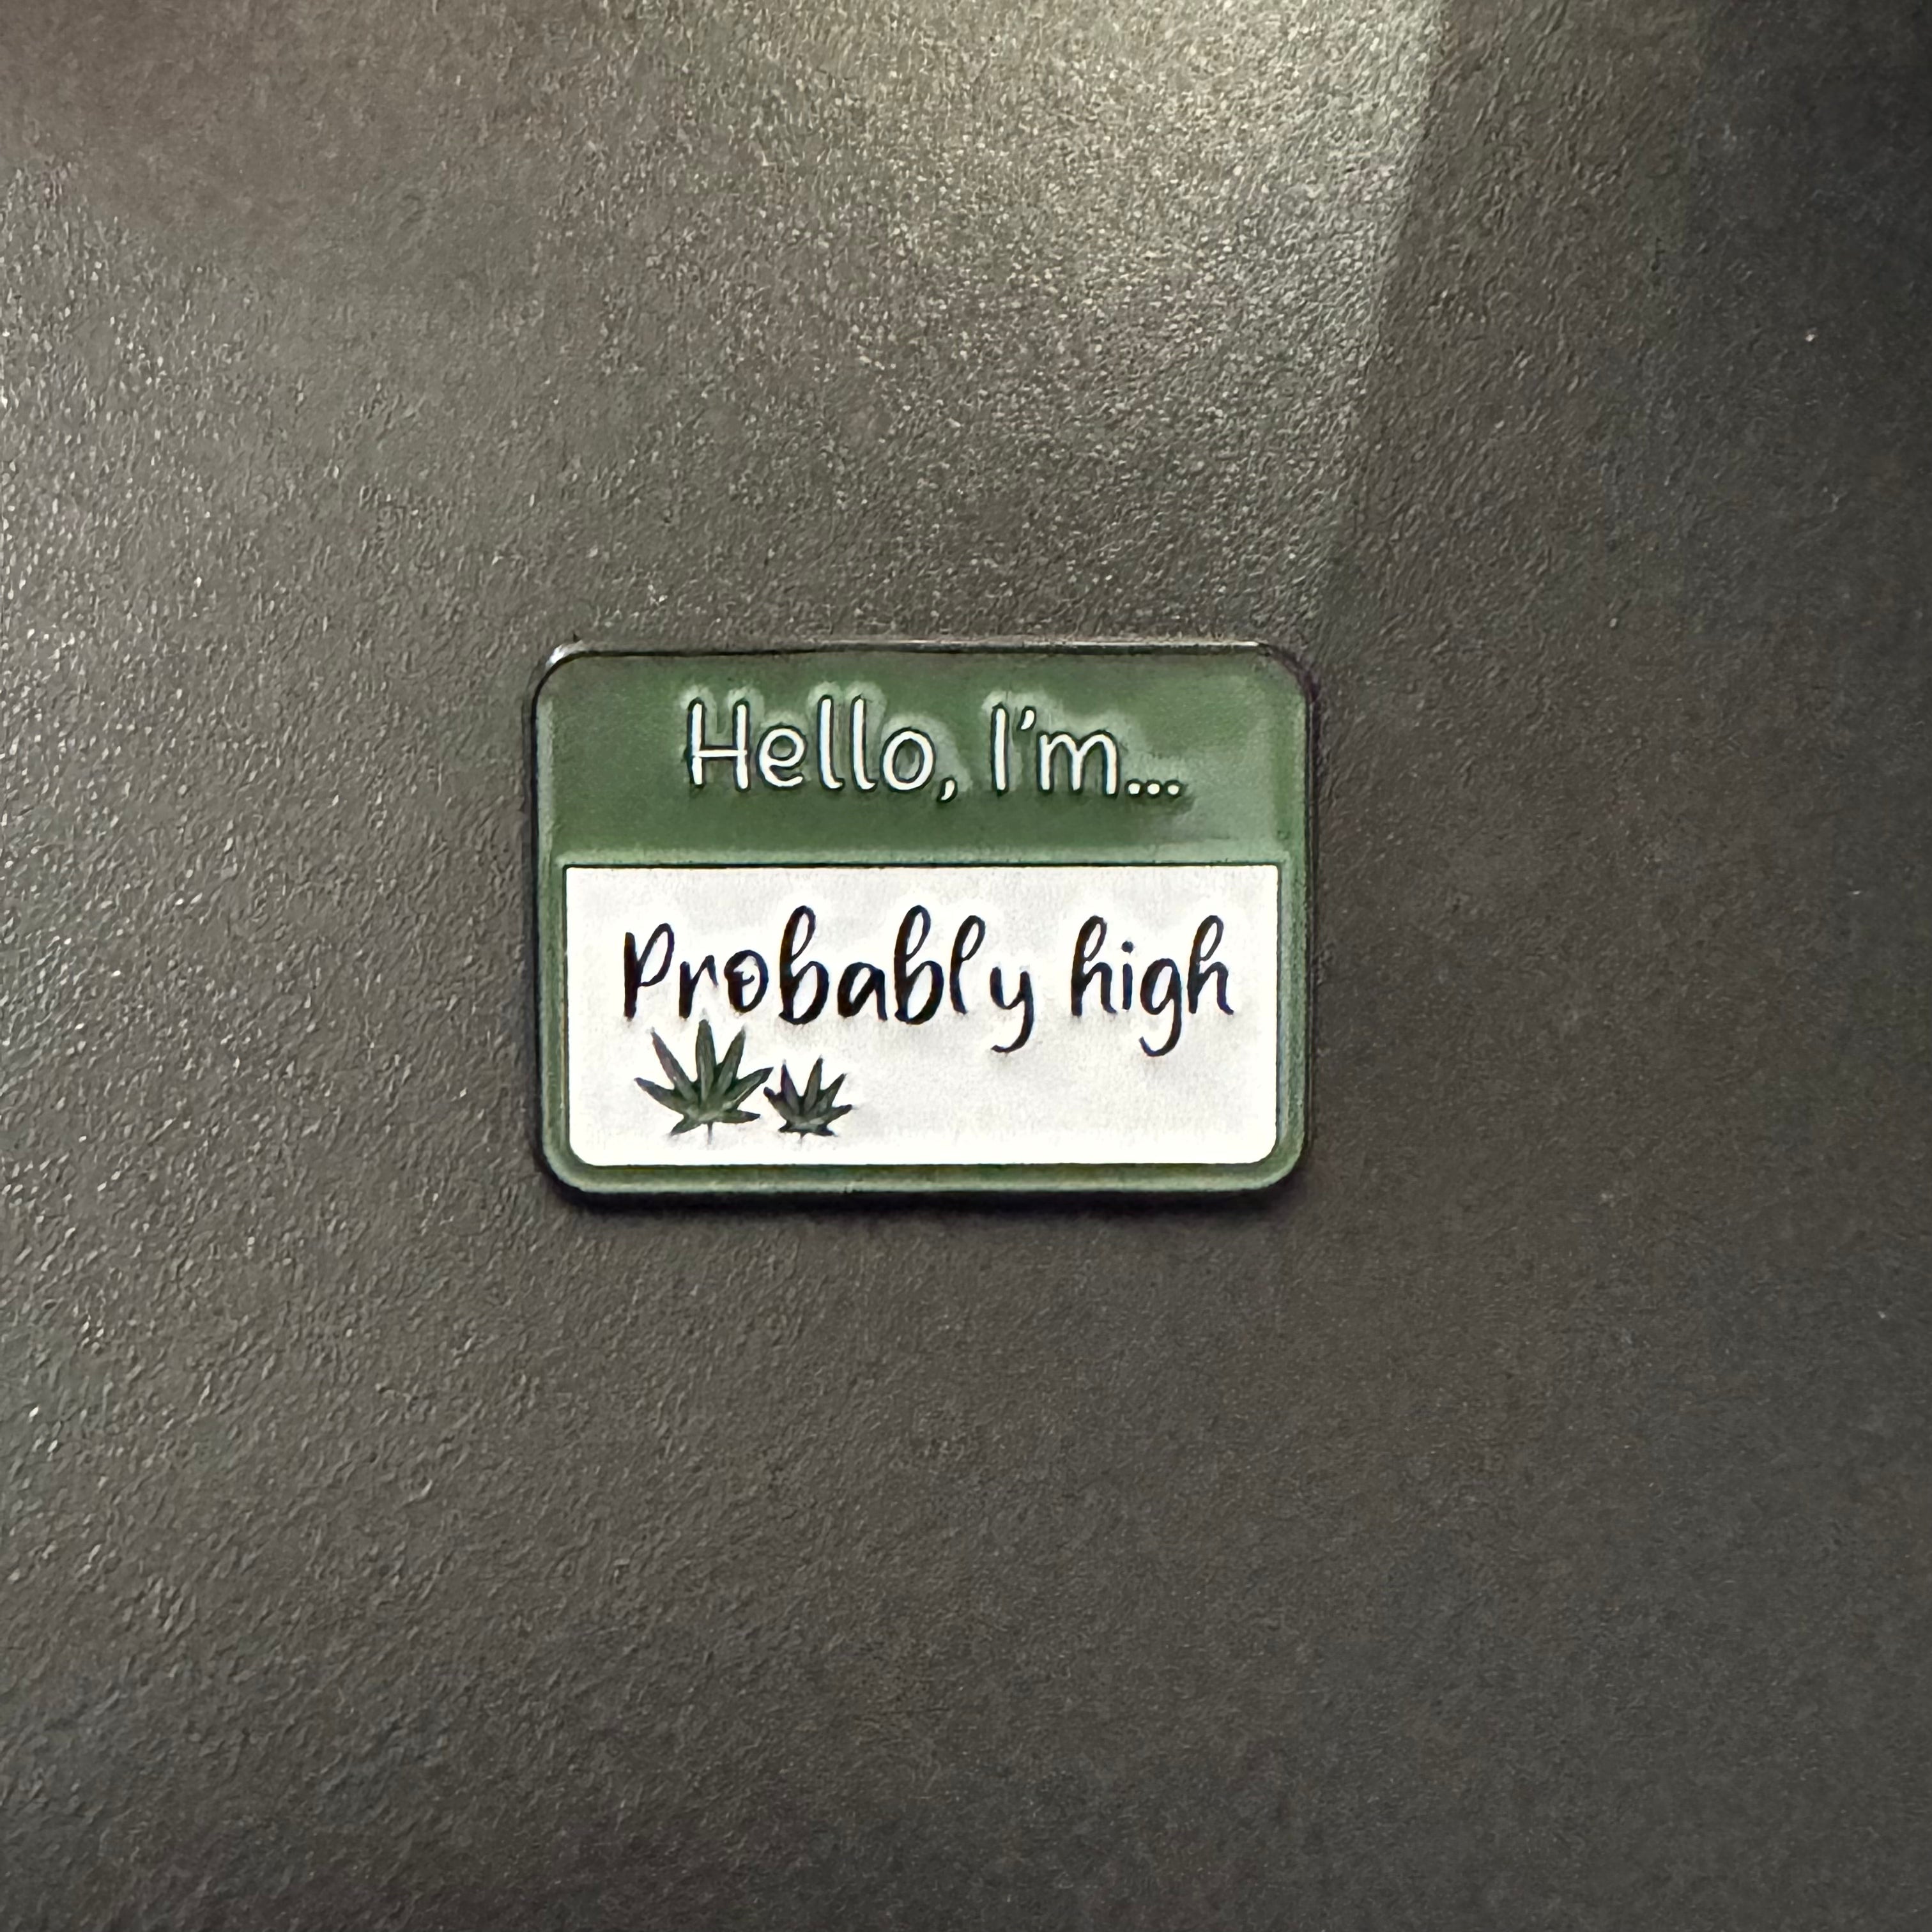 Hello, I'm...
Probably high